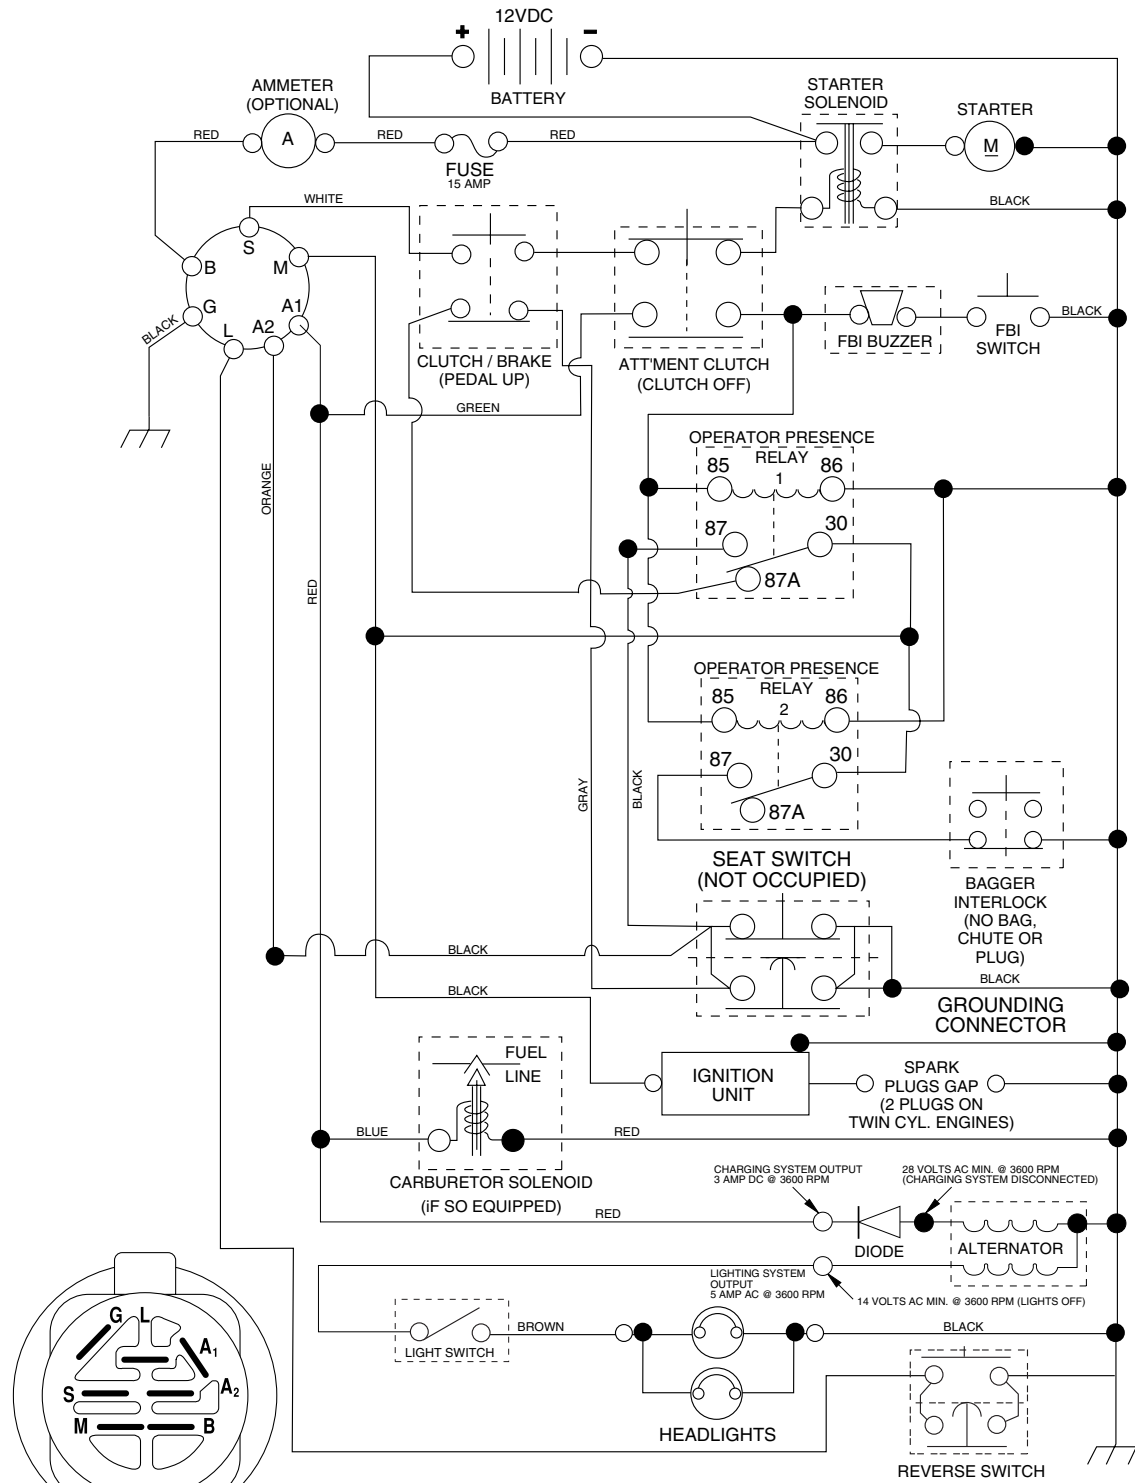 12VDC
+ -
BATTERY
AMMETER
(OPTIONAL)
RED
A
RED
FUSE
15 AMP
RED
STARTER
SOLENOID
STARTER
M
BLACK
WHITE
S
B
M
G
A1
L
A2
BLACK
CLUTCH / BRAKE
(PEDAL UP)
ATT'MENT CLUTCH
(CLUTCH OFF)
FBI BUZZER
FBI
SWITCH
BLACK
GREEN
ORANGE
RED
OPERATOR PRESENCE
RELAY
1
85
86
87
30
87A
OPERATOR PRESENCE
RELAY
2
85
86
87
30
87A
GRAY
BLACK
SEAT SWITCH
(NOT OCCUPIED)
BAGGER
INTERLOCK
(NO BAG,
CHUTE OR
PLUG)
BLACK
BLACK
BLACK
GROUNDING
CONNECTOR
FUEL
LINE
IGNITION
UNIT
SPARK
PLUGS GAP
(2 PLUGS ON
TWIN CYL. ENGINES)
BLUE
RED
CARBURETOR SOLENOID
(iF SO EQUIPPED)
CHARGING SYSTEM OUTPUT
3 AMP DC @ 3600 RPM
28 VOLTS AC MIN. @ 3600 RPM
(CHARGING SYSTEM DISCONNECTED)
RED
DIODE
ALTERNATOR
LIGHTING SYSTEM
OUTPUT
5 AMP AC @ 3600 RPM
14 VOLTS AC MIN. @ 3600 RPM (LIGHTS OFF)
LIGHT SWITCH
BROWN
BLACK
HEADLIGHTS
REVERSE SWITCH
G L
A1
S
A2
M
B